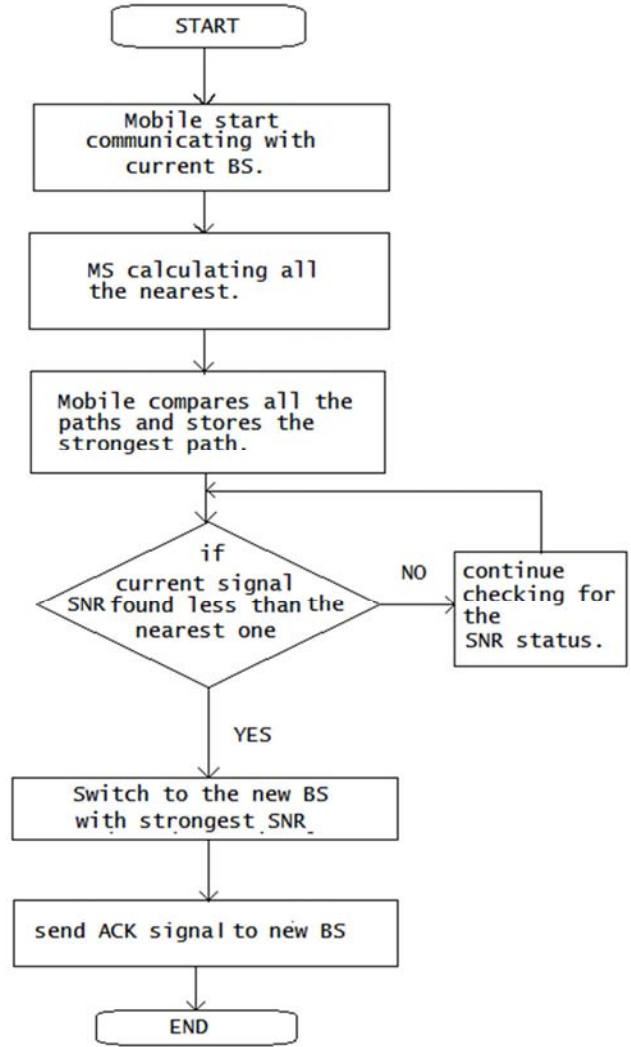 START
Mobile start
communicating with
current BS.
MS calculating all
the nearest.
Mobile compares all the
paths and stores the
strongest path.
if
current signal
SNR found less than the
nearest one
NO
continue
checking for
the
SNR status.
YES
Switch to the new BS
with strongest SNR
send ACK signal to new BS
END